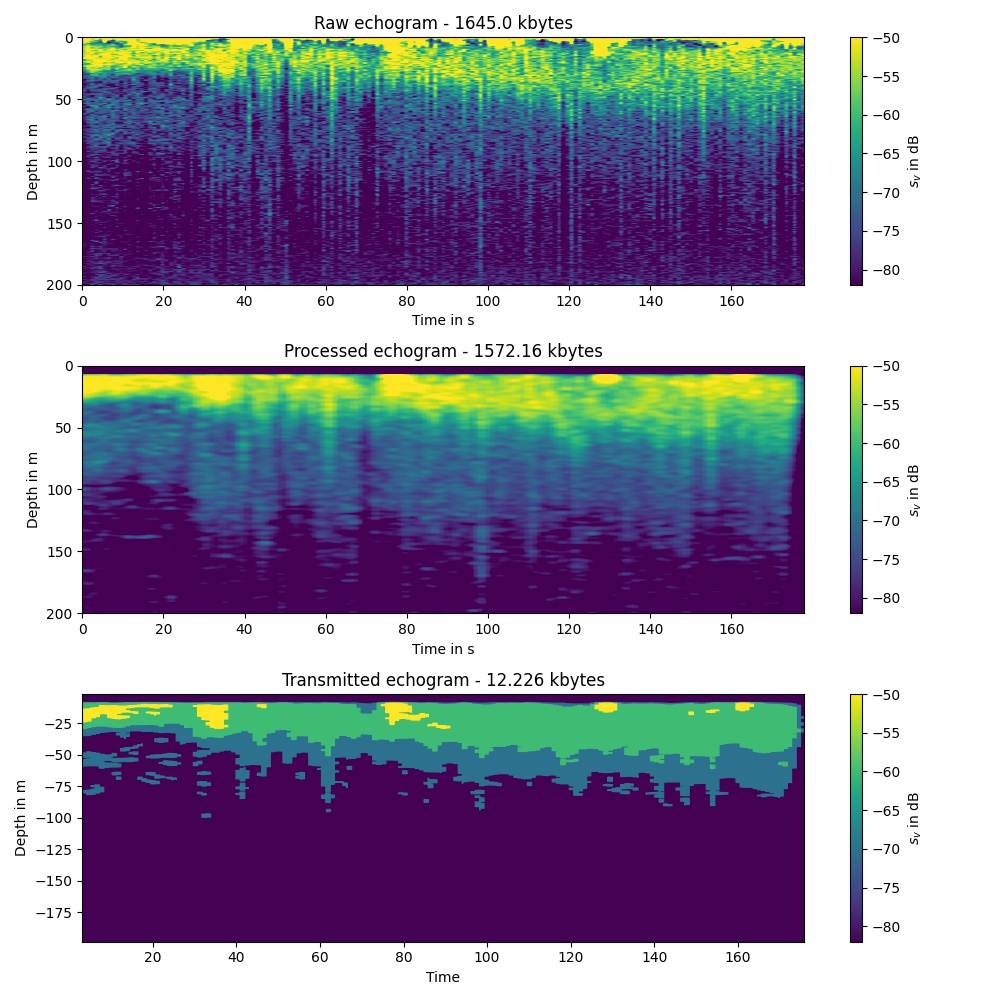 Raw echogram - 1645.0 kbytes
0
50
100
150
200
Depth in m
0 20 40 60 80 100 120 140 160
Time in s
−50
−55
−60
−65
−70
−75
−80
s_v in dB
Processed echogram - 1572.16 kbytes
0
50
100
150
200
Depth in m
0 20 40 60 80 100 120 140 160
Time in s
−50
−55
−60
−65
−70
−75
−80
s_v in dB
Transmitted echogram - 12.226 kbytes
−25
−50
−75
−100
−125
−150
−175
Depth in m
20 40 60 80 100 120 140 160
Time
−50
−55
−60
−65
−70
−75
−80
s_v in dB